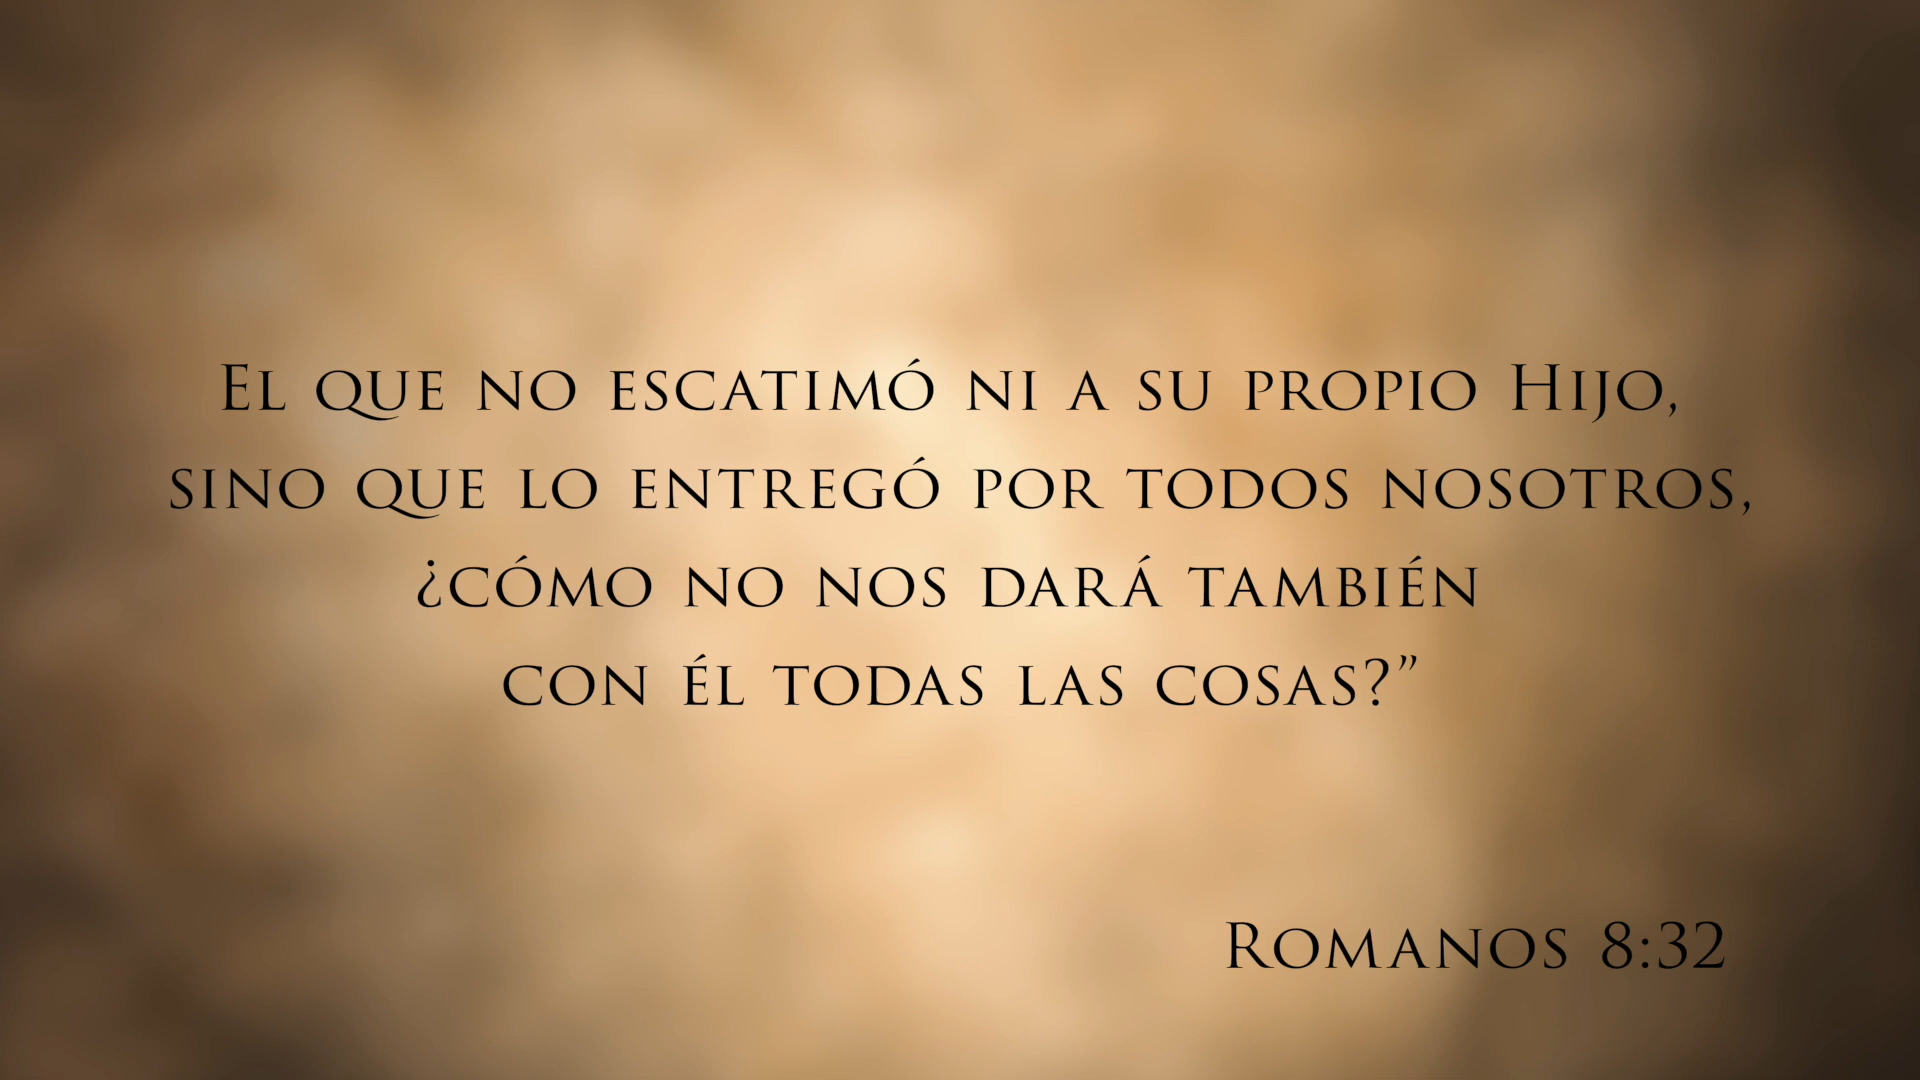 El que no escatimó ni a su propio Hijo,
sino que lo entregó por todos nosotros,
¿cómo no nos dará también
con él todas las cosas?”
Romanos 8:32